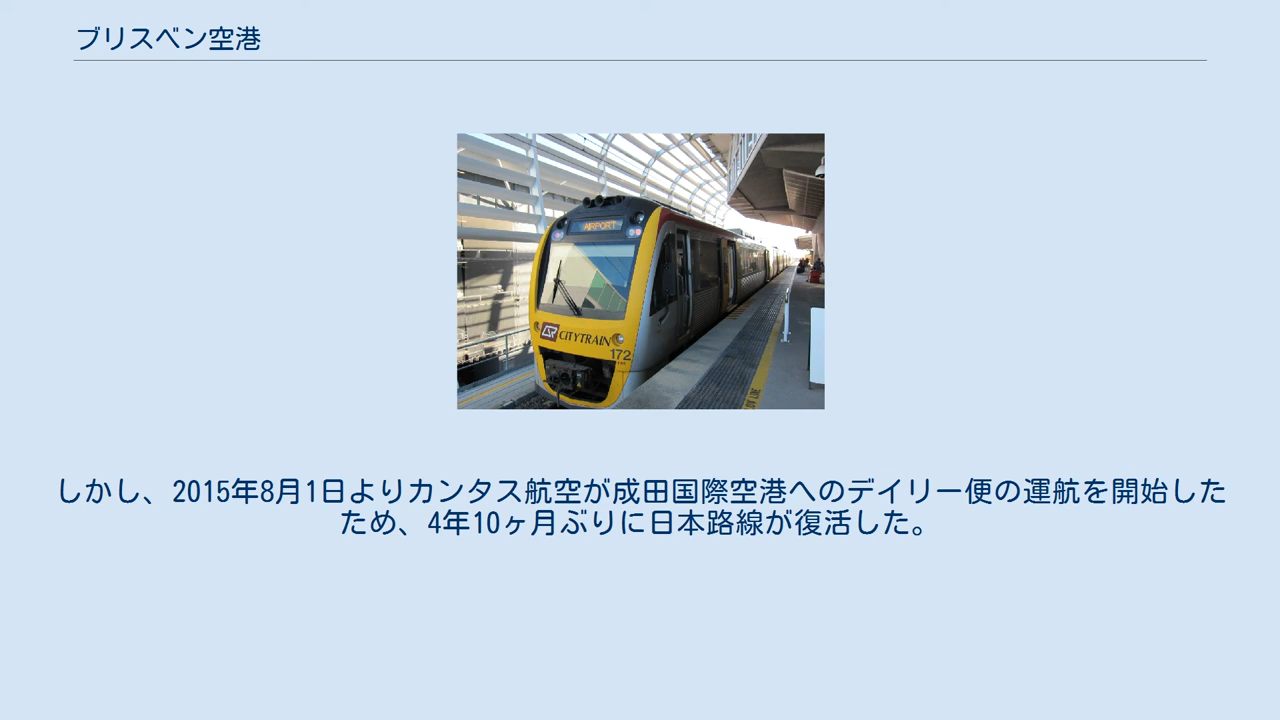 ブリスベン空港
AIRPORT
QR CITYTRAIN
172
しかし、2015年8月1日よりカンタス航空が成田国際空港へのデイリー便の運航を開始した
ため、4年10ヶ月ぶりに日本路線が復活した。